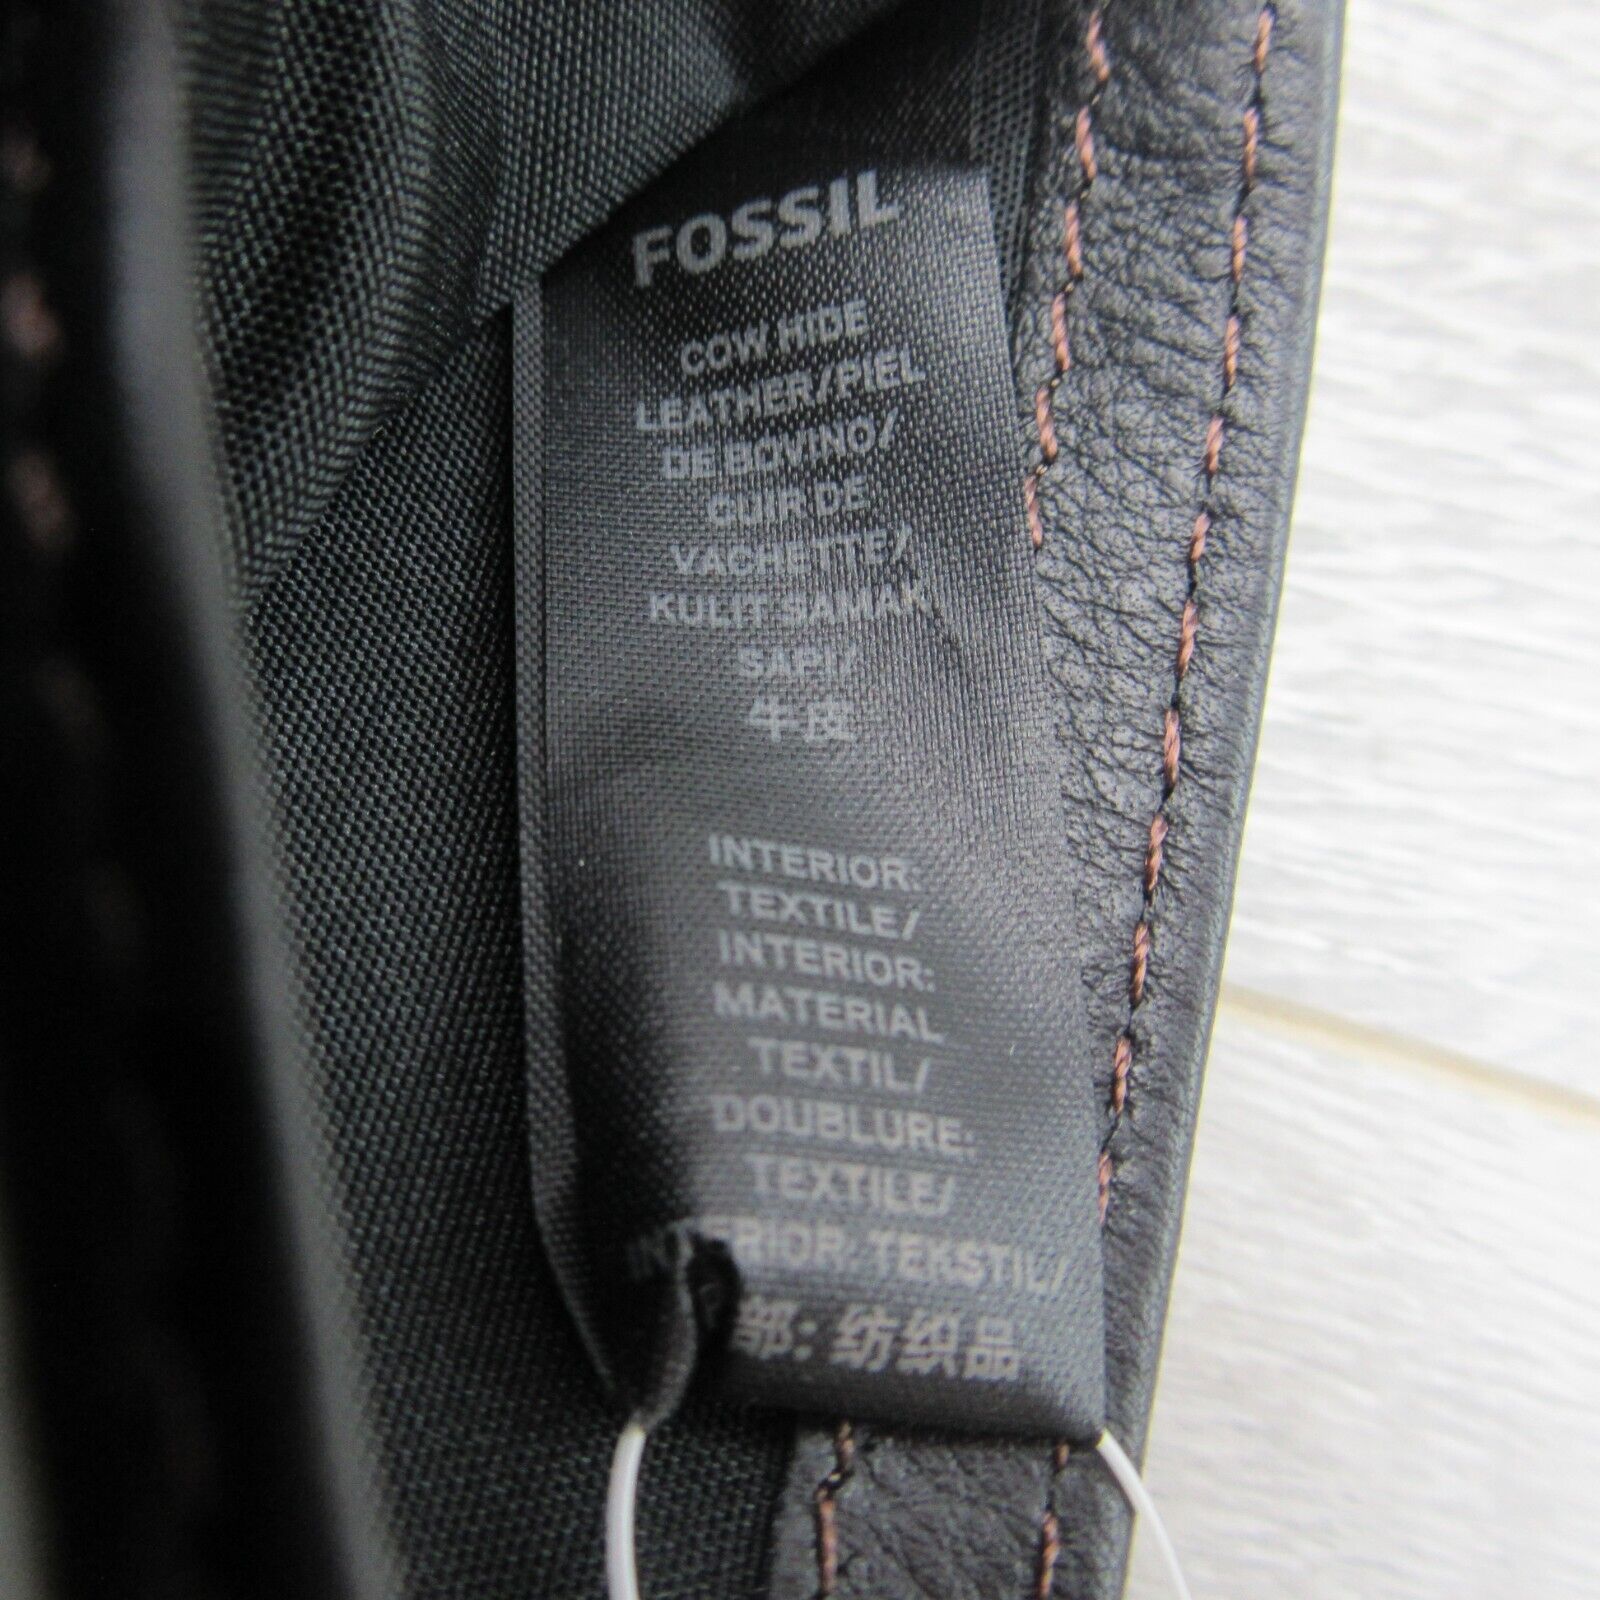 FOSSIL
COW HIDE
LEATHER/PIEL
DE BOVINO/
CUIR DE
VACHETTE/
KULIT SAMAK
SAPI/
牛皮
INTERIOR:
TEXTILE/
INTERIOR:
MATERIAL
TEXTIL/
DOUBLURE:
TEXTILE/
INTERIOR: TEKSTIL/
部: 纺织品